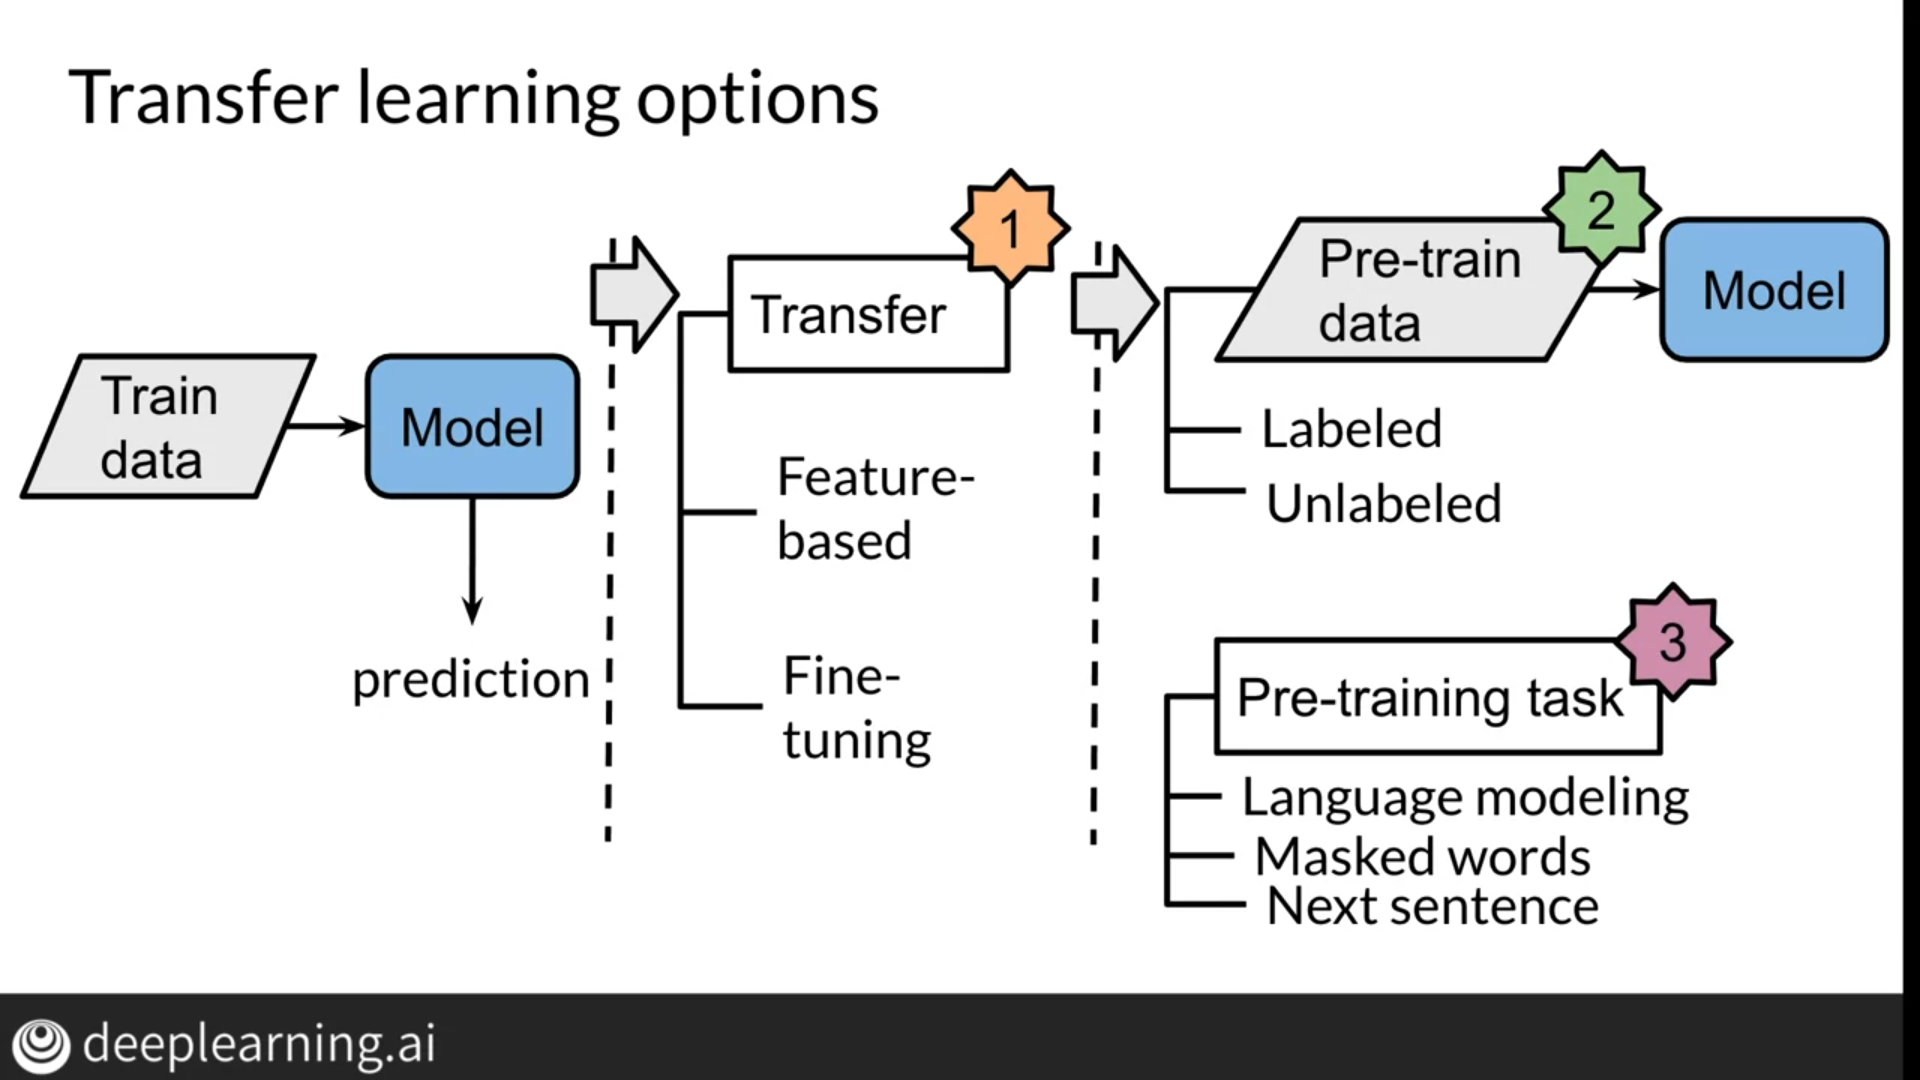 Transfer learning options
Train
data
Model
prediction
1
Transfer
Feature-
based
Fine-
tuning
2
Pre-train
data
Model
Labeled
Unlabeled
3
Pre-training task
Language modeling
Masked words
Next sentence
deeplearning.ai